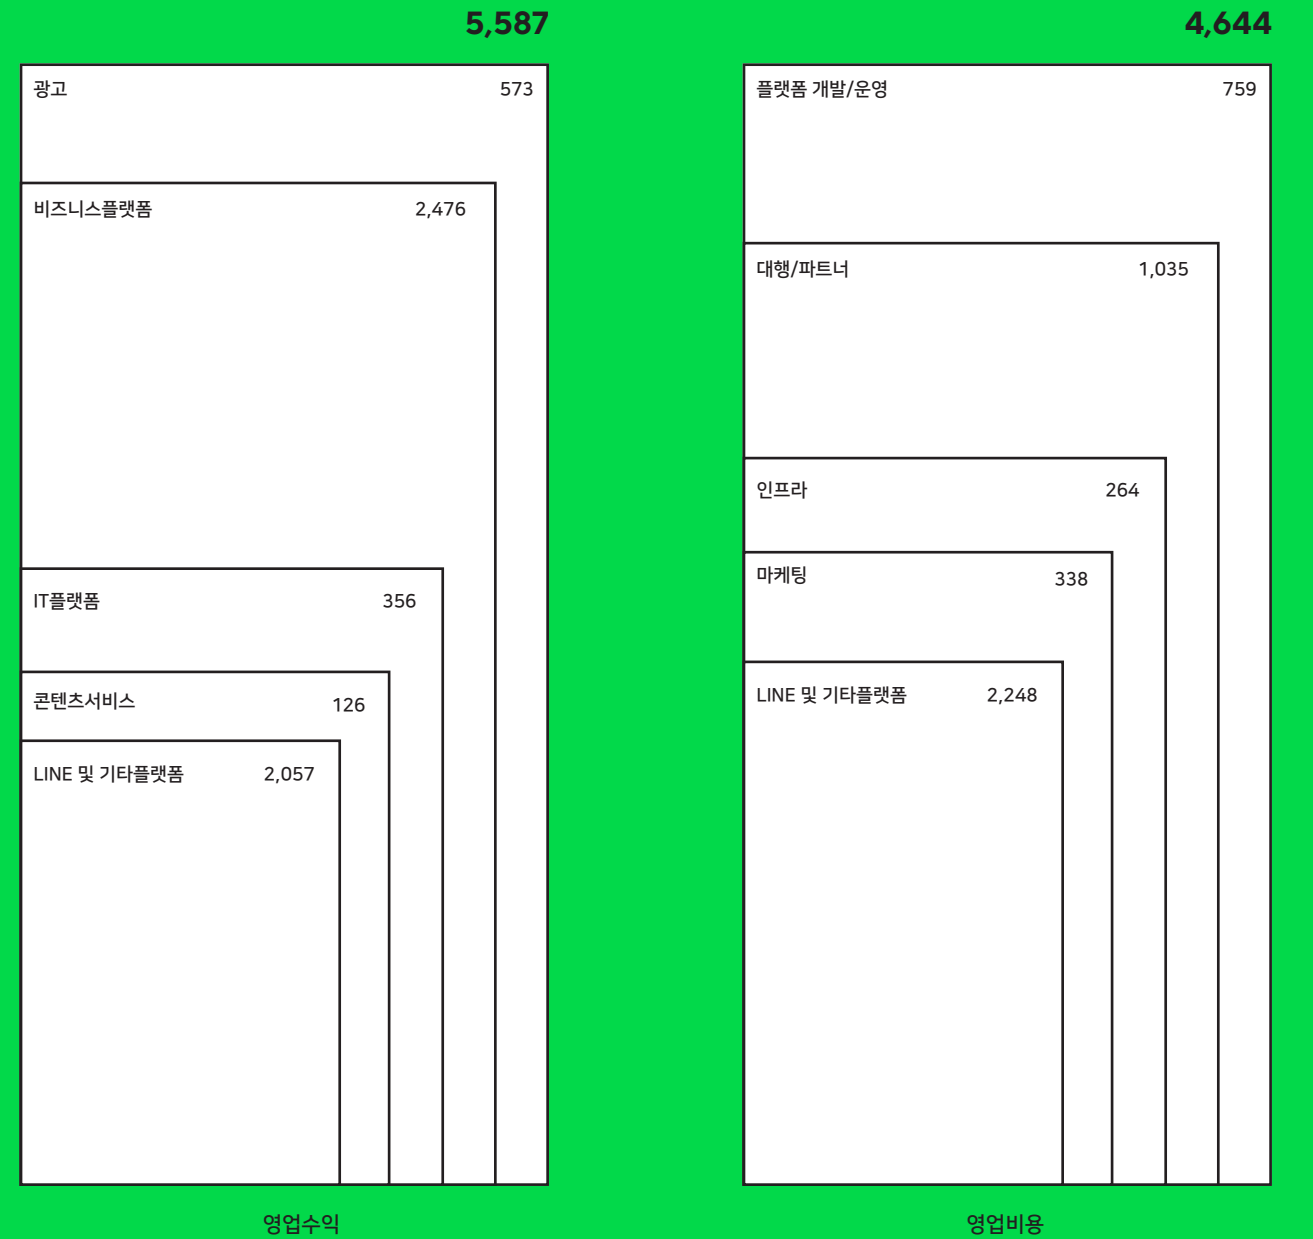 5,587
광고 573
비즈니스플랫폼 2,476
IT플랫폼 356
콘텐츠서비스 126
LINE 및 기타플랫폼 2,057
영업수익
4,644
플랫폼 개발/운영 759
대행/파트너 1,035
인프라 264
마케팅 338
LINE 및 기타플랫폼 2,248
영업비용